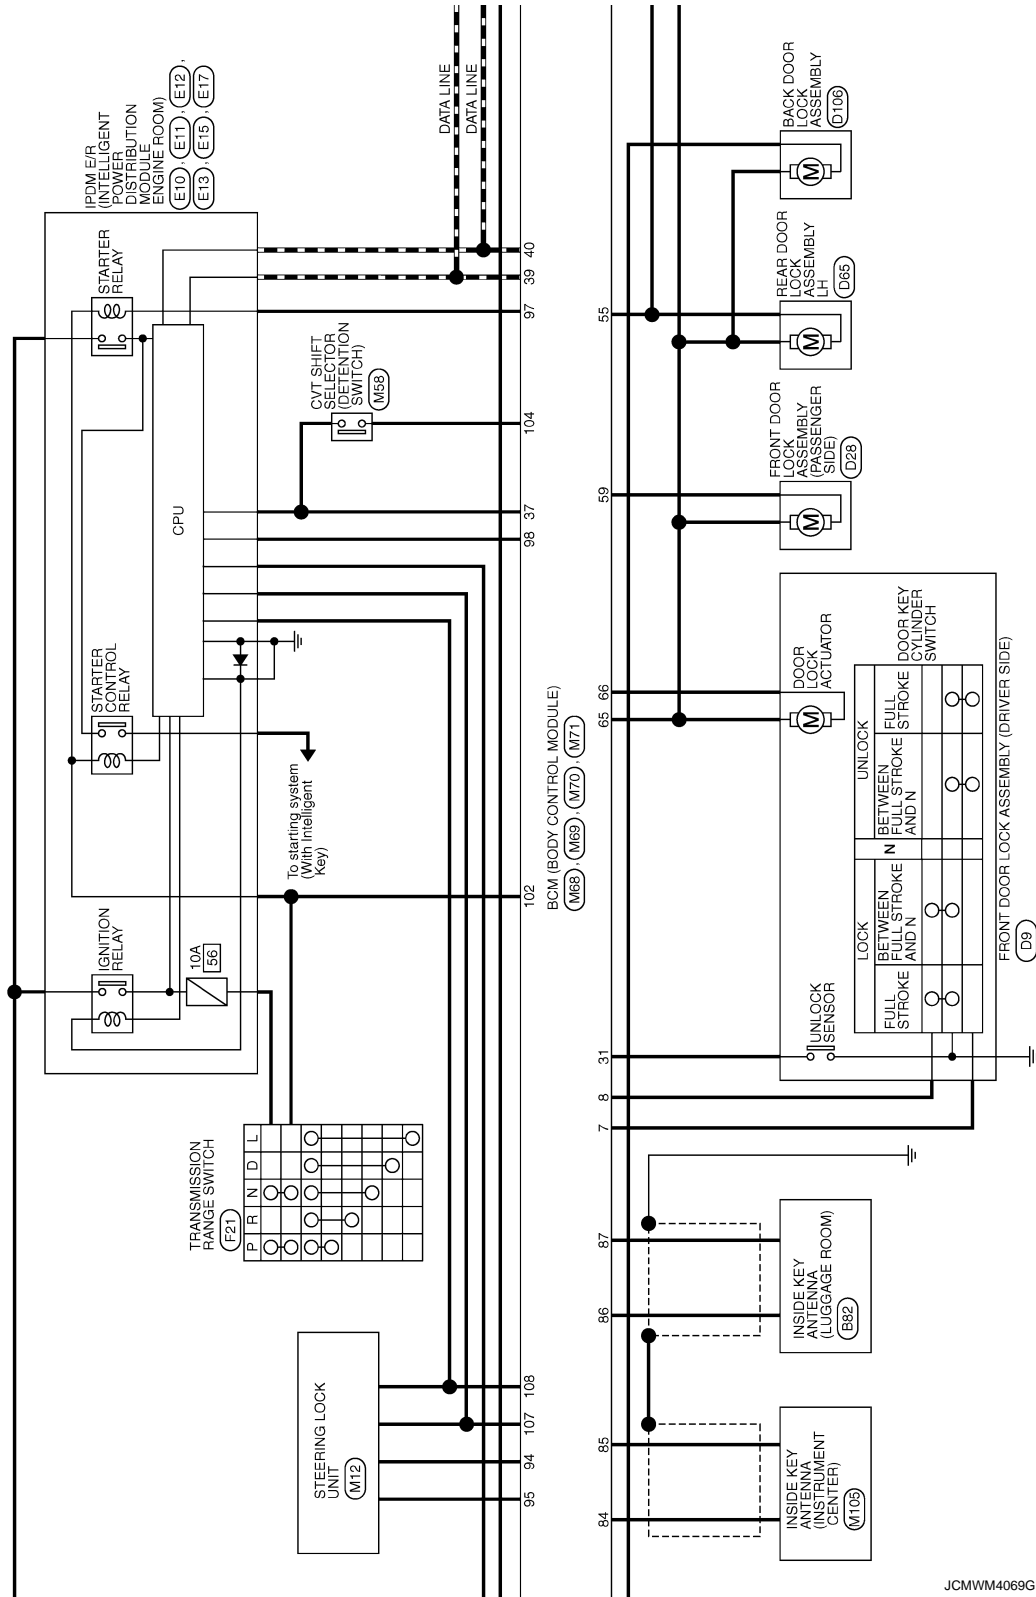 IPDM E/R
(INTELLIGENT
POWER
DISTRIBUTION
MODULE
ENGINE ROOM)
E10 , E11 , E12 ,
E13 , E15 , E17
STARTER
RELAY
CPU
STARTER
CONTROL
RELAY
IGNITION
RELAY
10A
56
To starting system
(With Intelligent
Key)
DATA LINE
DATA LINE
CVT SHIFT
SELECTOR
(DETENTION
SWITCH)
M58
TRANSMISSION
RANGE SWITCH
F21
P R N D L
STEERING LOCK
UNIT
M12
95
94
107
108
102
98
37
104
97
39
40
BCM (BODY CONTROL MODULE)
M68 , M69 , M70 , M71
84
85
86
87
7
8
31
65
66
59
55
INSIDE KEY
ANTENNA
(INSTRUMENT
CENTER)
M105
INSIDE KEY
ANTENNA
(LUGGAGE ROOM)
B82
UNLOCK
SENSOR
DOOR
LOCK
ACTUATOR
M
LOCK
N
UNLOCK
FULL
STROKE
BETWEEN
FULL STROKE
AND N
BETWEEN
FULL STROKE
AND N
FULL
STROKE
DOOR KEY
CYLINDER
SWITCH
FRONT DOOR LOCK ASSEMBLY (DRIVER SIDE)
D9
FRONT DOOR
LOCK
ASSEMBLY
(PASSENGER
SIDE)
D28
M
REAR DOOR
LOCK
ASSEMBLY
LH
D65
M
BACK DOOR
LOCK
ASSEMBLY
D106
M
JCMWM4069G